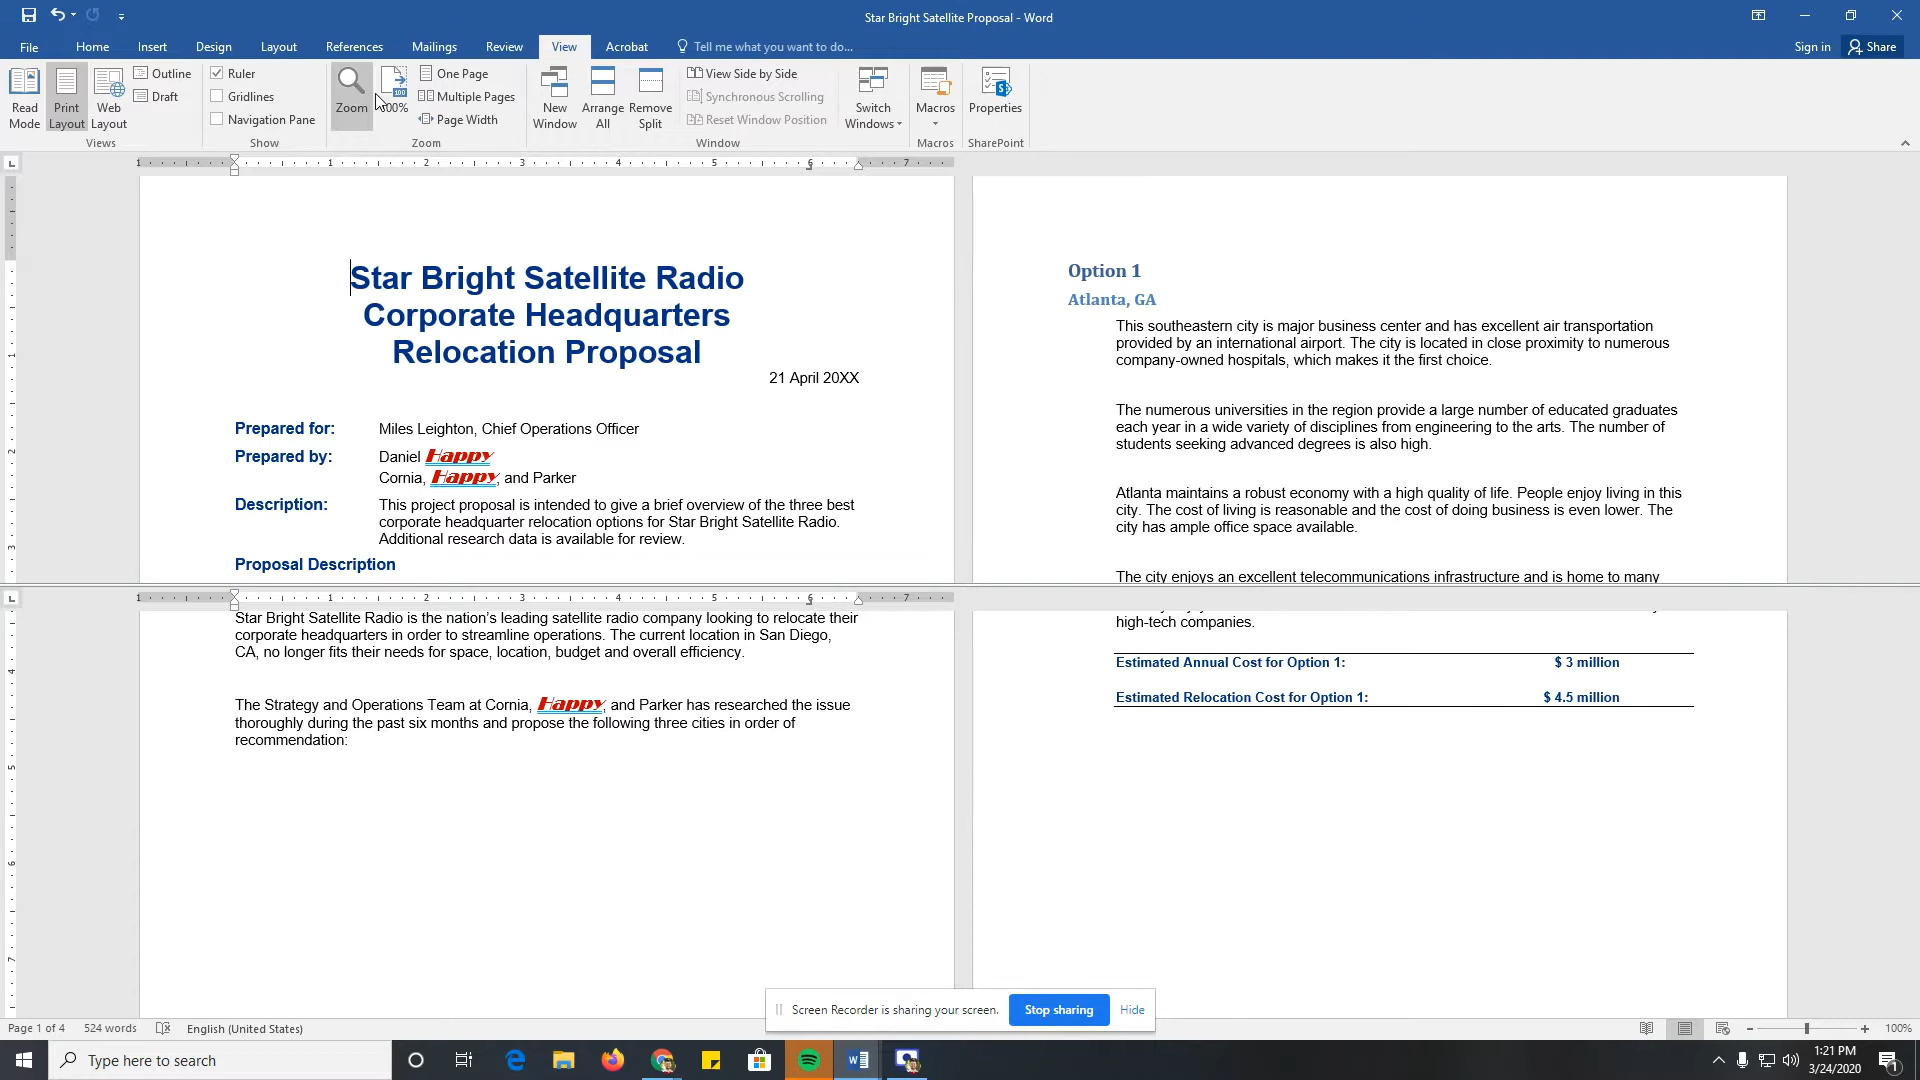 Star Bright Satellite Proposal - Word
File Home Insert Design Layout References Mailings Review View Acrobat Tell me what you want to do... Sign in Share
Read Mode
Print Layout
Web Layout
Outline
Draft
Views
Ruler
Gridlines
Navigation Pane
Show
Zoom
100%
One Page
Multiple Pages
Page Width
Zoom
New Window
Arrange All
Remove Split
View Side by Side
Synchronous Scrolling
Reset Window Position
Window
Switch Windows
Macros
Macros
Properties
SharePoint
1 1 2 3 4 5 6 7
Star Bright Satellite Radio
Corporate Headquarters
Relocation Proposal
21 April 20XX
Prepared for: Miles Leighton, Chief Operations Officer
Prepared by: Daniel Happy
Cornia, Happy, and Parker
Description: This project proposal is intended to give a brief overview of the three best
corporate headquarter relocation options for Star Bright Satellite Radio.
Additional research data is available for review.
Proposal Description
Option 1
Atlanta, GA
This southeastern city is major business center and has excellent air transportation
provided by an international airport. The city is located in close proximity to numerous
company-owned hospitals, which makes it the first choice.
The numerous universities in the region provide a large number of educated graduates
each year in a wide variety of disciplines from engineering to the arts. The number of
students seeking advanced degrees is also high.
Atlanta maintains a robust economy with a high quality of life. People enjoy living in this
city. The cost of living is reasonable and the cost of doing business is even lower. The
city has ample office space available.
The city enjoys an excellent telecommunications infrastructure and is home to many
1 1 2 3 4 5 6 7
Star Bright Satellite Radio is the nation's leading satellite radio company looking to relocate their
corporate headquarters in order to streamline operations. The current location in San Diego,
CA, no longer fits their needs for space, location, budget and overall efficiency.
The Strategy and Operations Team at Cornia, Happy, and Parker has researched the issue
thoroughly during the past six months and propose the following three cities in order of
recommendation:
high-tech companies.
Estimated Annual Cost for Option 1: $ 3 million
Estimated Relocation Cost for Option 1: $ 4.5 million
Screen Recorder is sharing your screen. Stop sharing Hide
Page 1 of 4 524 words English (United States) 100%
Type here to search
1:21 PM
3/24/2020